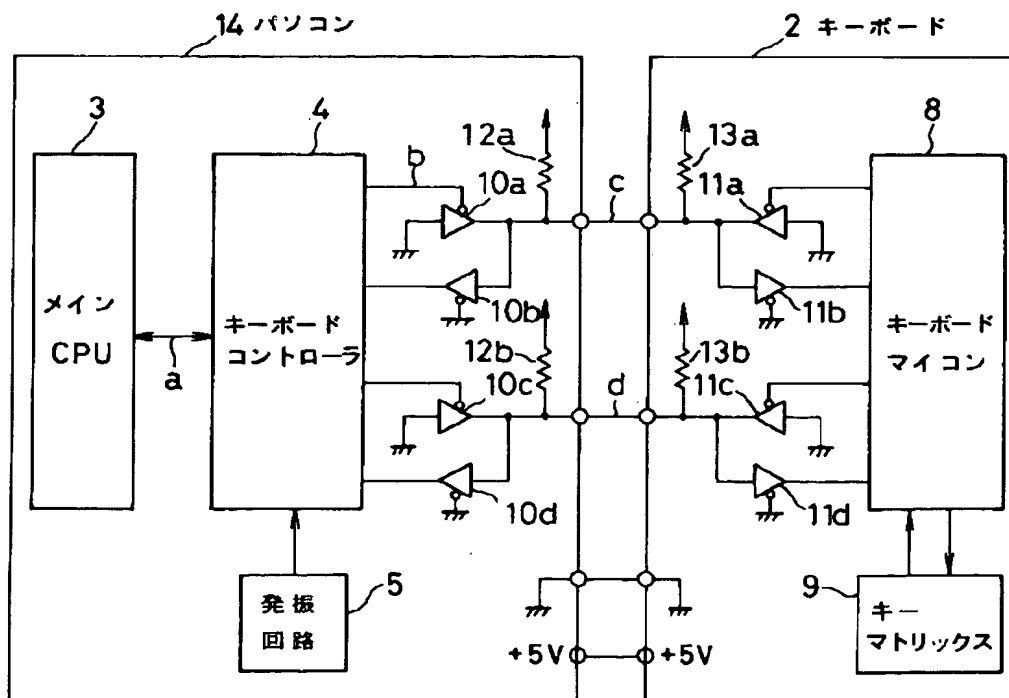 14 パソコン
2 キーボード
3
4
12a
b
10a
c
13a
11a
8
メイン
CPU
a
キーボード
コントローラ
10b
12b
10c
d
11b
13b
11c
キーボード
マイコン
10d
11d
発振
回路
5
+5V
+5V
9
キー
マトリックス